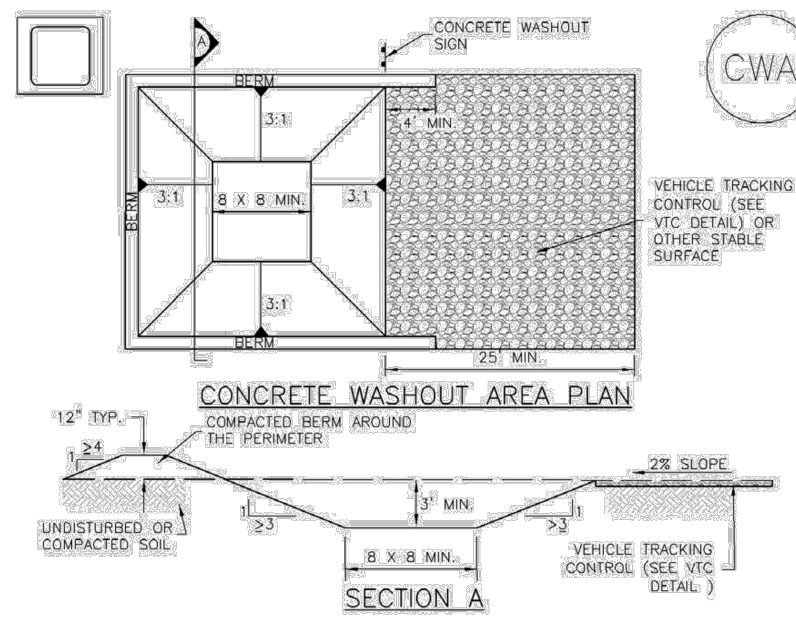 CONCRETE WASHOUT
SIGN
A
CWA
BERM
3:1
4' MIN.
3:1
8 X 8 MIN.
3:1
BERM
VEHICLE TRACKING
CONTROL (SEE
VTC DETAIL) OR
OTHER STABLE
SURFACE
3:1
BERM
25' MIN.
CONCRETE WASHOUT AREA PLAN
12" TYP.
COMPACTED BERM AROUND
THE PERIMETER
1
≥4
2% SLOPE
3' MIN.
1
≥3
1
≥3
UNDISTURBED OR
COMPACTED SOIL
8 X 8 MIN.
VEHICLE TRACKING
CONTROL (SEE VTC
DETAIL )
SECTION A